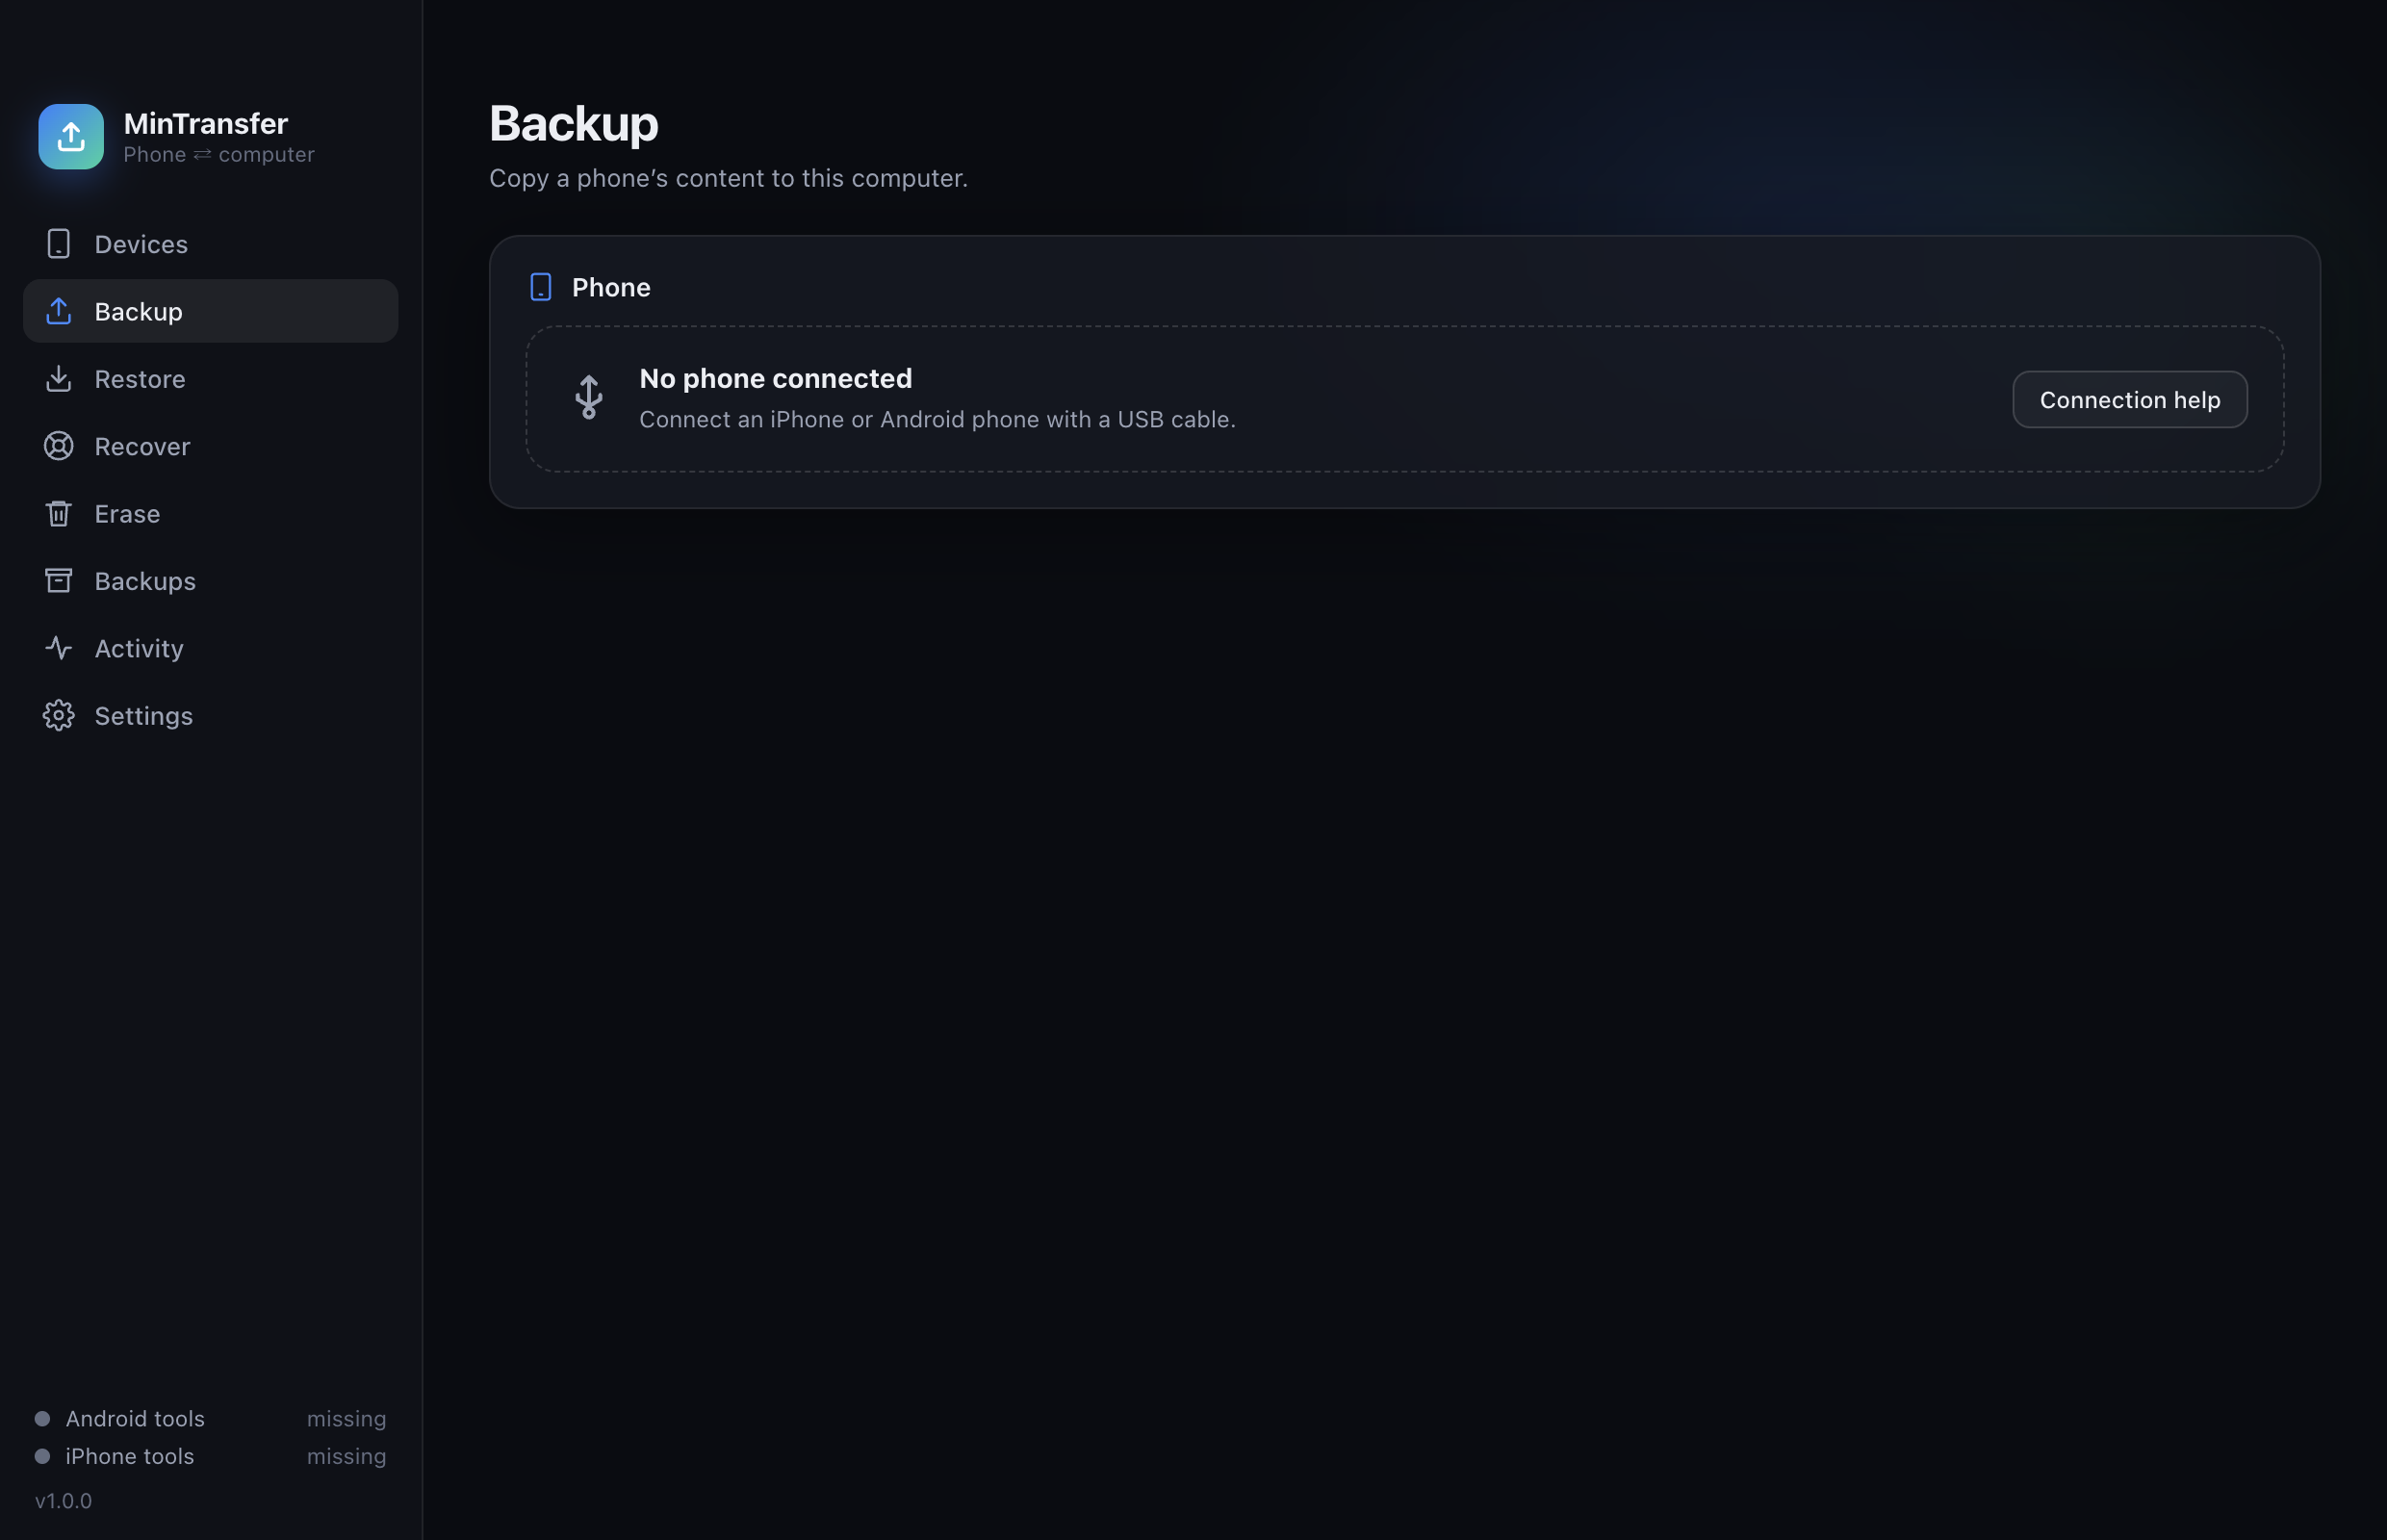 MinTransfer
Phone ⇄ computer
Devices
Backup
Restore
Recover
Erase
Backups
Activity
Settings
Android tools missing
iPhone tools missing
v1.0.0
Backup
Copy a phone’s content to this computer.
Phone
No phone connected
Connect an iPhone or Android phone with a USB cable.
Connection help